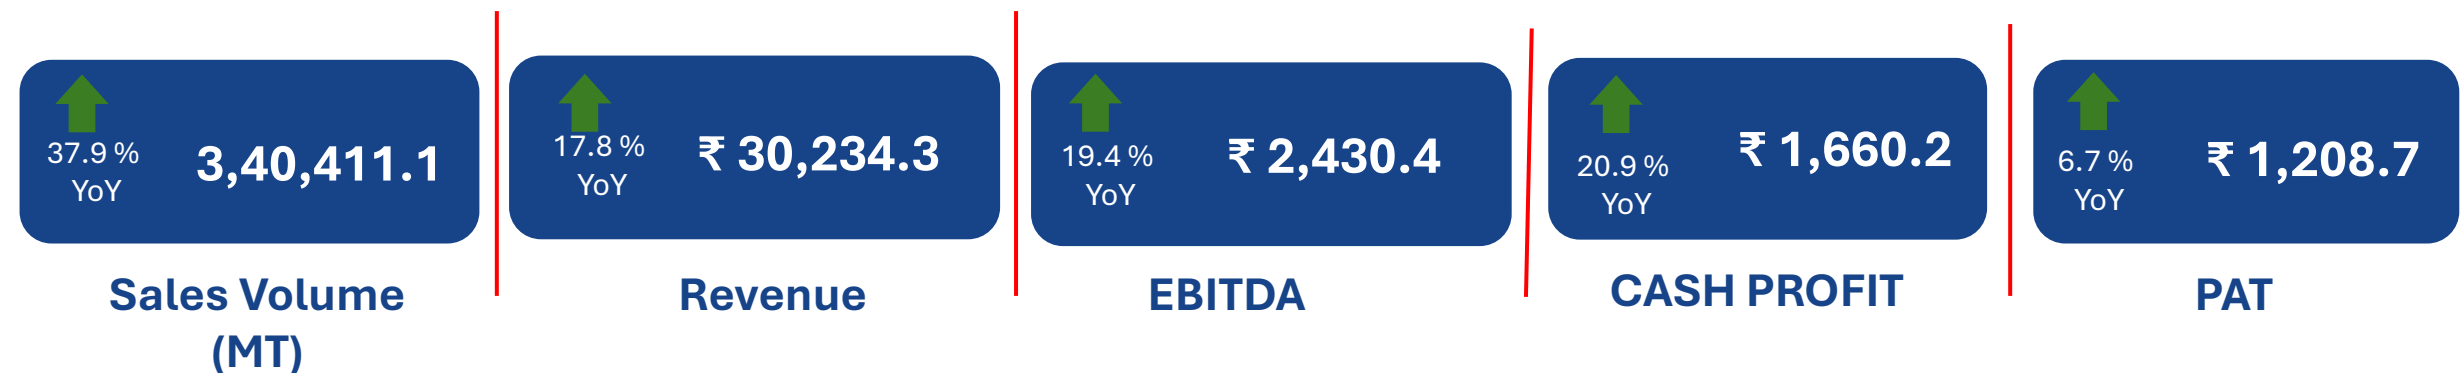 37.9 %
YoY
3,40,411.1
Sales Volume
(MT)
17.8 %
YoY
₹ 30,234.3
Revenue
19.4 %
YoY
₹ 2,430.4
EBITDA
20.9 %
YoY
₹ 1,660.2
CASH PROFIT
6.7 %
YoY
₹ 1,208.7
PAT